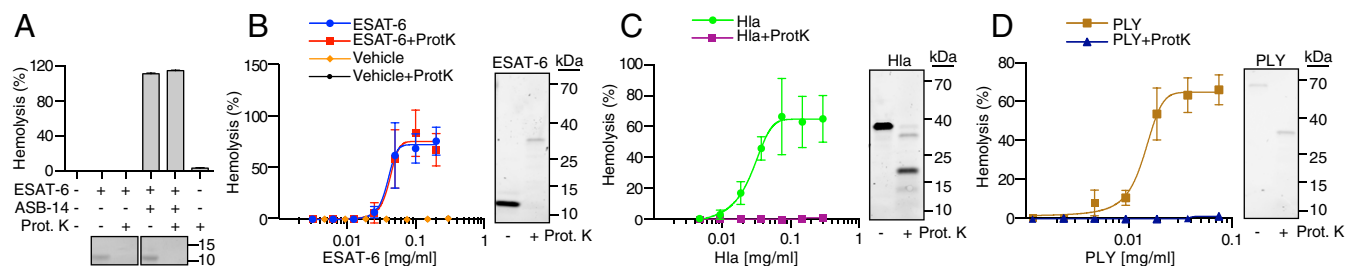 A
Hemolysis (%)
120
80
40
0
ESAT-6 - + + + + -
ASB-14 - - - + + -
Prot. K - - + - + +
15
10
B
ESAT-6
ESAT-6+ProtK
Vehicle
Vehicle+ProtK
Hemolysis (%)
150
100
50
0
0.01 0.1 1
ESAT-6 [mg/ml]
ESAT-6 kDa
70
40
25
15
10
- + Prot. K
C
Hla
Hla+ProtK
Hemolysis (%)
100
80
60
40
20
0
0.01 0.1 1
Hla [mg/ml]
Hla kDa
70
40
25
15
10
- + Prot. K
D
PLY
PLY+ProtK
Hemolysis (%)
80
60
40
20
0
0.01 0.1
PLY [mg/ml]
PLY kDa
70
40
25
15
10
- + Prot. K